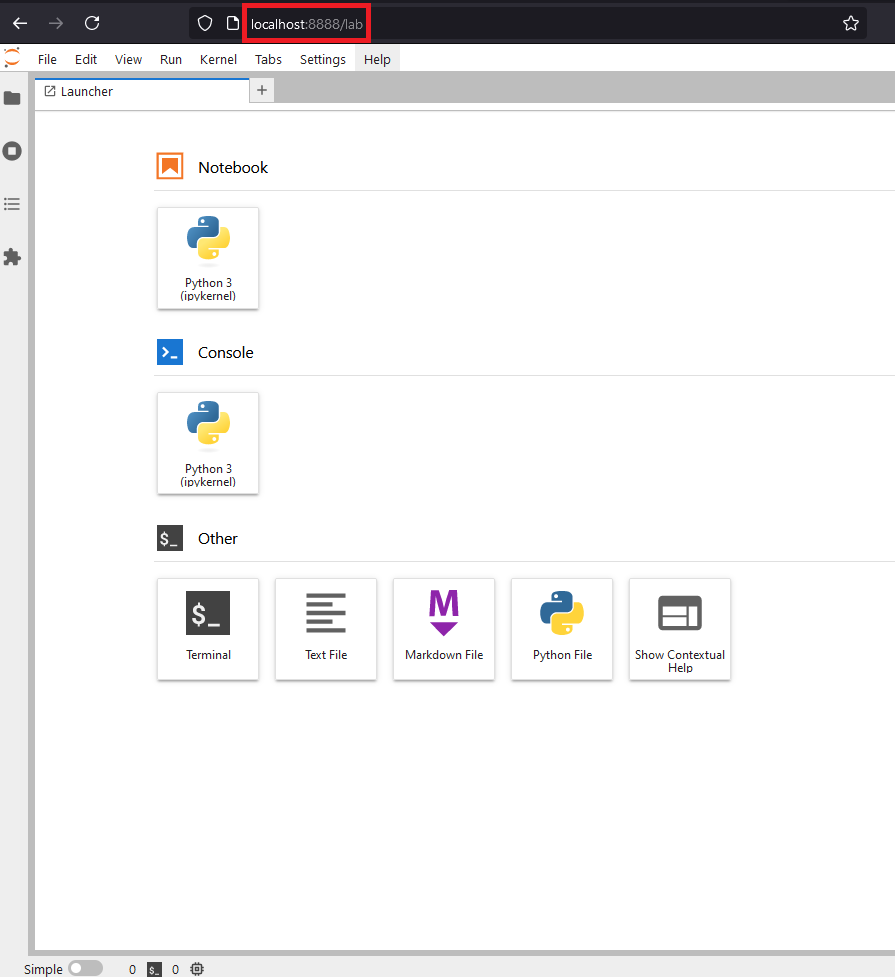 localhost:8888/lab
File Edit View Run Kernel Tabs Settings Help
Launcher
Notebook
Python 3
(ipykernel)
>_ Console
Python 3
(ipykernel)
$_ Other
$_
M
Terminal Text File Markdown File Python File Show Contextual
Help
Simple 0 $_ 0